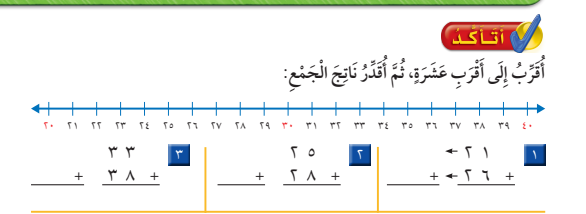 أتأكد
أُقَرِّبُ إِلَى أَقْرَبِ عَشَرَةٍ، ثُمَّ أُقَدِّرُ نَاتِجَ الْجَمْعِ:
٢٠ ٢١ ٢٢ ٢٣ ٢٤ ٢٥ ٢٦ ٢٧ ٢٨ ٢٩ ٣٠ ٣١ ٣٢ ٣٣ ٣٤ ٣٥ ٣٦ ٣٧ ٣٨ ٣٩ ٤٠
١
٢١ ←
+ ٢٦ ← +
٢
٢٥
+ ٢٨ +
٣
٣٣
+ ٣٨ +